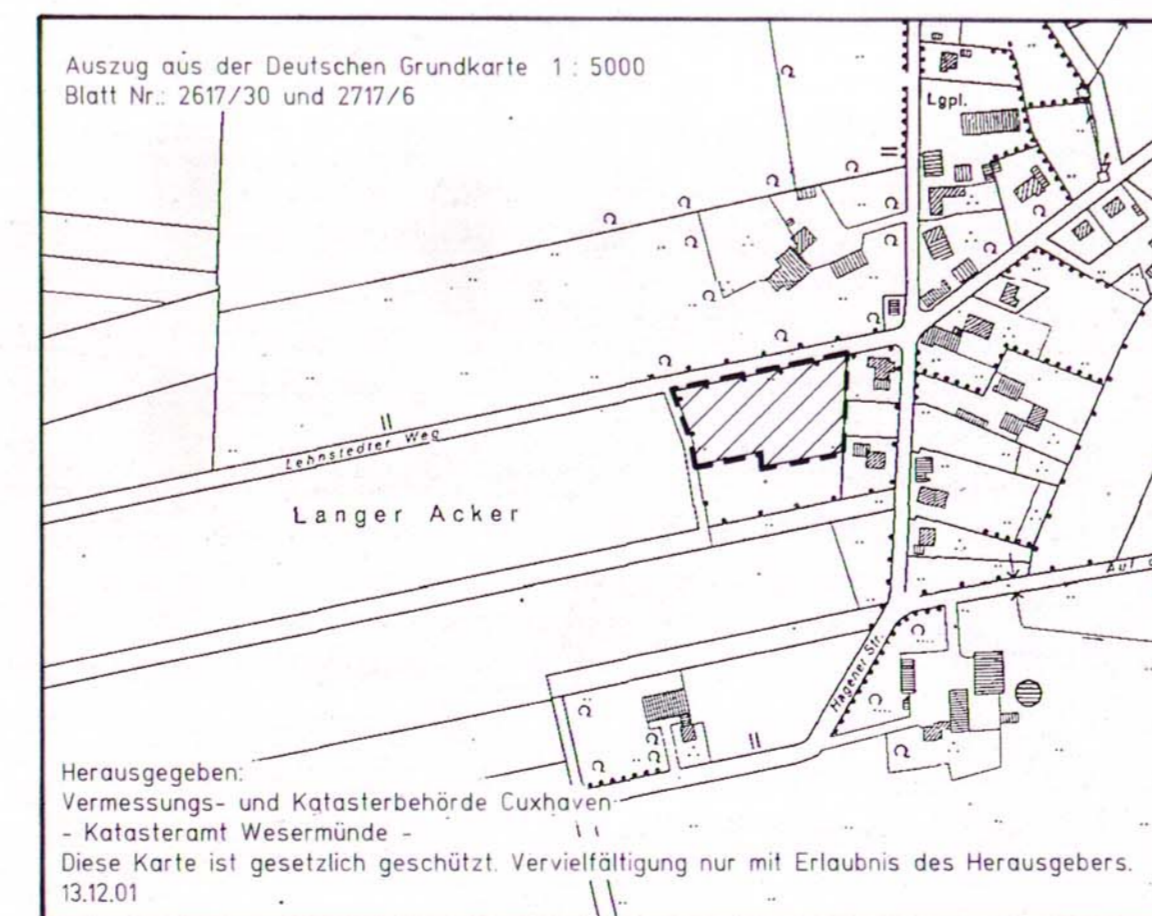 Auszug aus der Deutschen Grundkarte 1 : 5000
Blatt Nr.: 2617/30 und 2717/6
Lgpl.
Lehnstedter Weg
Langer Acker
Auf
Hagener Str.
Herausgegeben:
Vermessungs- und Katasterbehörde Cuxhaven
- Katasteramt Wesermünde -
Diese Karte ist gesetzlich geschützt. Vervielfältigung nur mit Erlaubnis des Herausgebers.
13.12.01